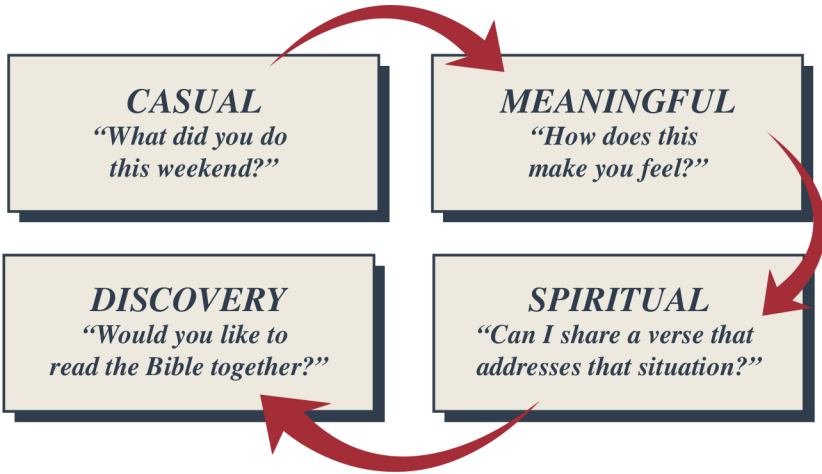 CASUAL
“What did you do
this weekend?”
MEANINGFUL
“How does this
make you feel?”
SPIRITUAL
“Can I share a verse that
addresses that situation?”
DISCOVERY
“Would you like to
read the Bible together?”